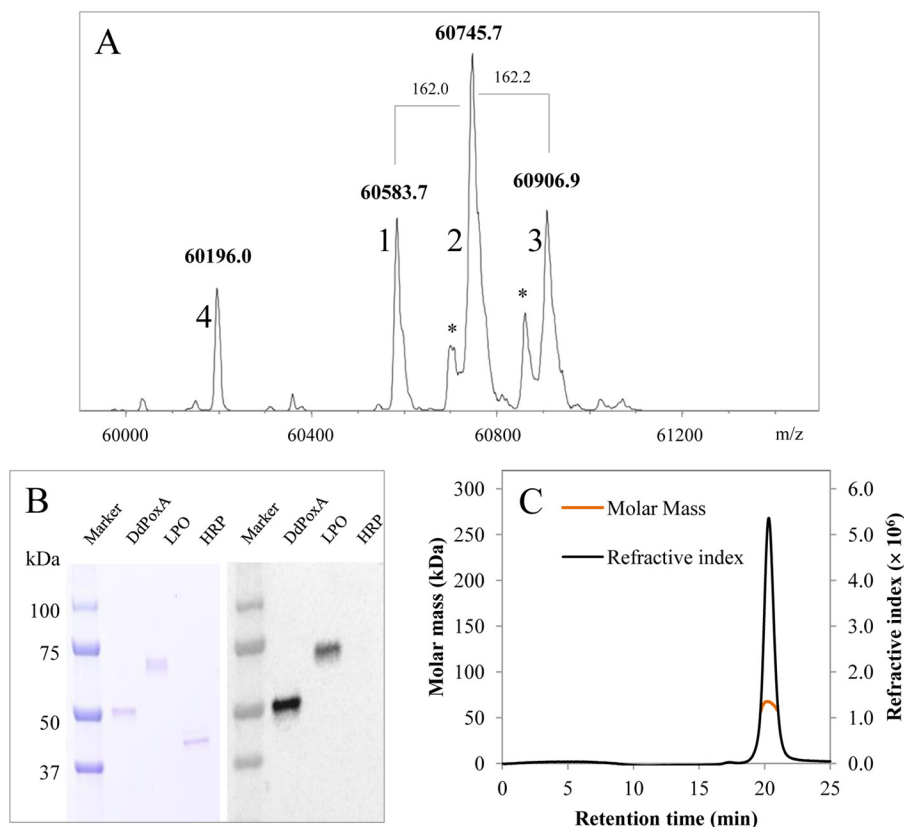 A
60745.7
162.0
162.2
60583.7
60906.9
60196.0
1
2
3
4
*
*
60000
60400
60800
61200
m/z
B
Marker
DdPoxA
LPO
HRP
Marker
DdPoxA
LPO
HRP
kDa
100
75
50
37
C
Molar Mass
Refractive index
300
250
200
150
100
50
0
Molar mass (kDa)
6.0
5.0
4.0
3.0
2.0
1.0
0.0
Refractive index (× 10⁶)
0
5
10
15
20
25
Retention time (min)